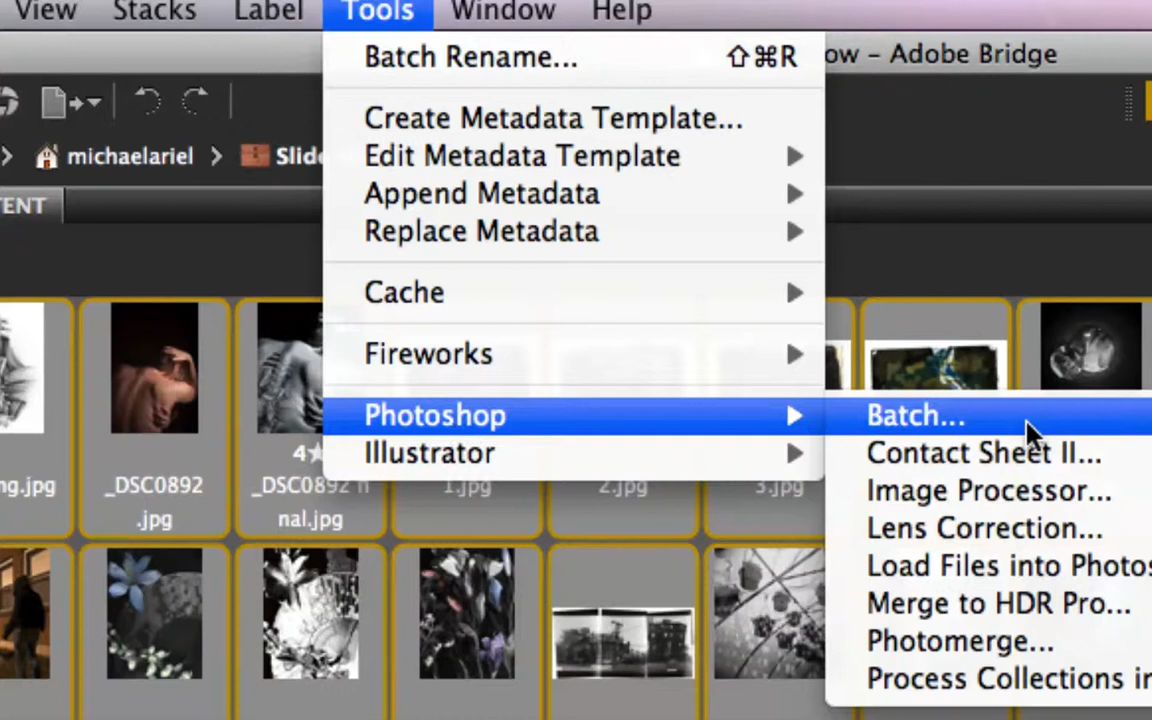 View Stacks Label Tools Window Help
Batch Rename... ⇧⌘R
ow – Adobe Bridge
Create Metadata Template...
michaelariel Slide
Edit Metadata Template
Append Metadata
ENT
Replace Metadata
Cache
Fireworks
Photoshop
Batch...
Illustrator
Contact Sheet II...
ng.jpg _DSC0892 .jpg
4★
_DSC0892 n nal.jpg
1.jpg 2.jpg 3.jpg
Image Processor...
Lens Correction...
Load Files into Photos
Merge to HDR Pro...
Photomerge...
Process Collections in